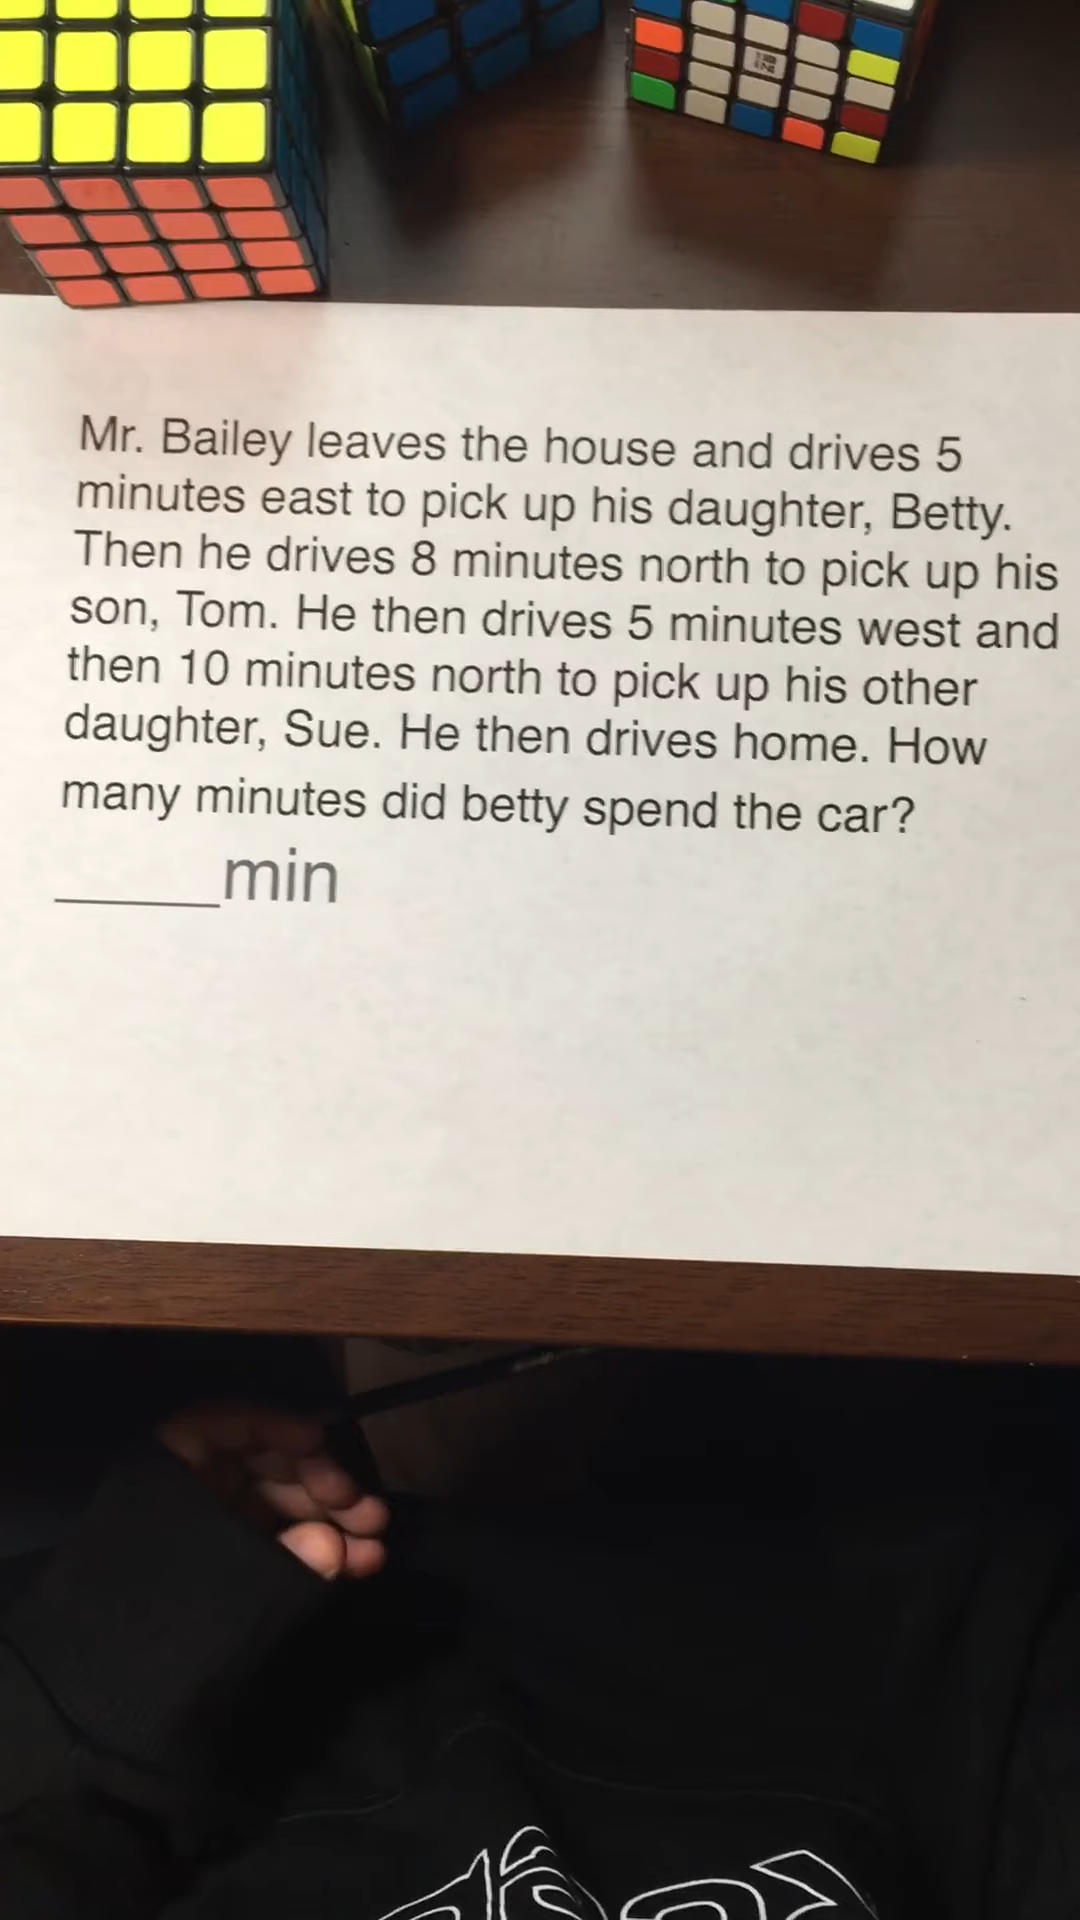 Mr. Bailey leaves the house and drives 5
minutes east to pick up his daughter, Betty.
Then he drives 8 minutes north to pick up his
son, Tom. He then drives 5 minutes west and
then 10 minutes north to pick up his other
daughter, Sue. He then drives home. How
many minutes did betty spend the car?
_____min